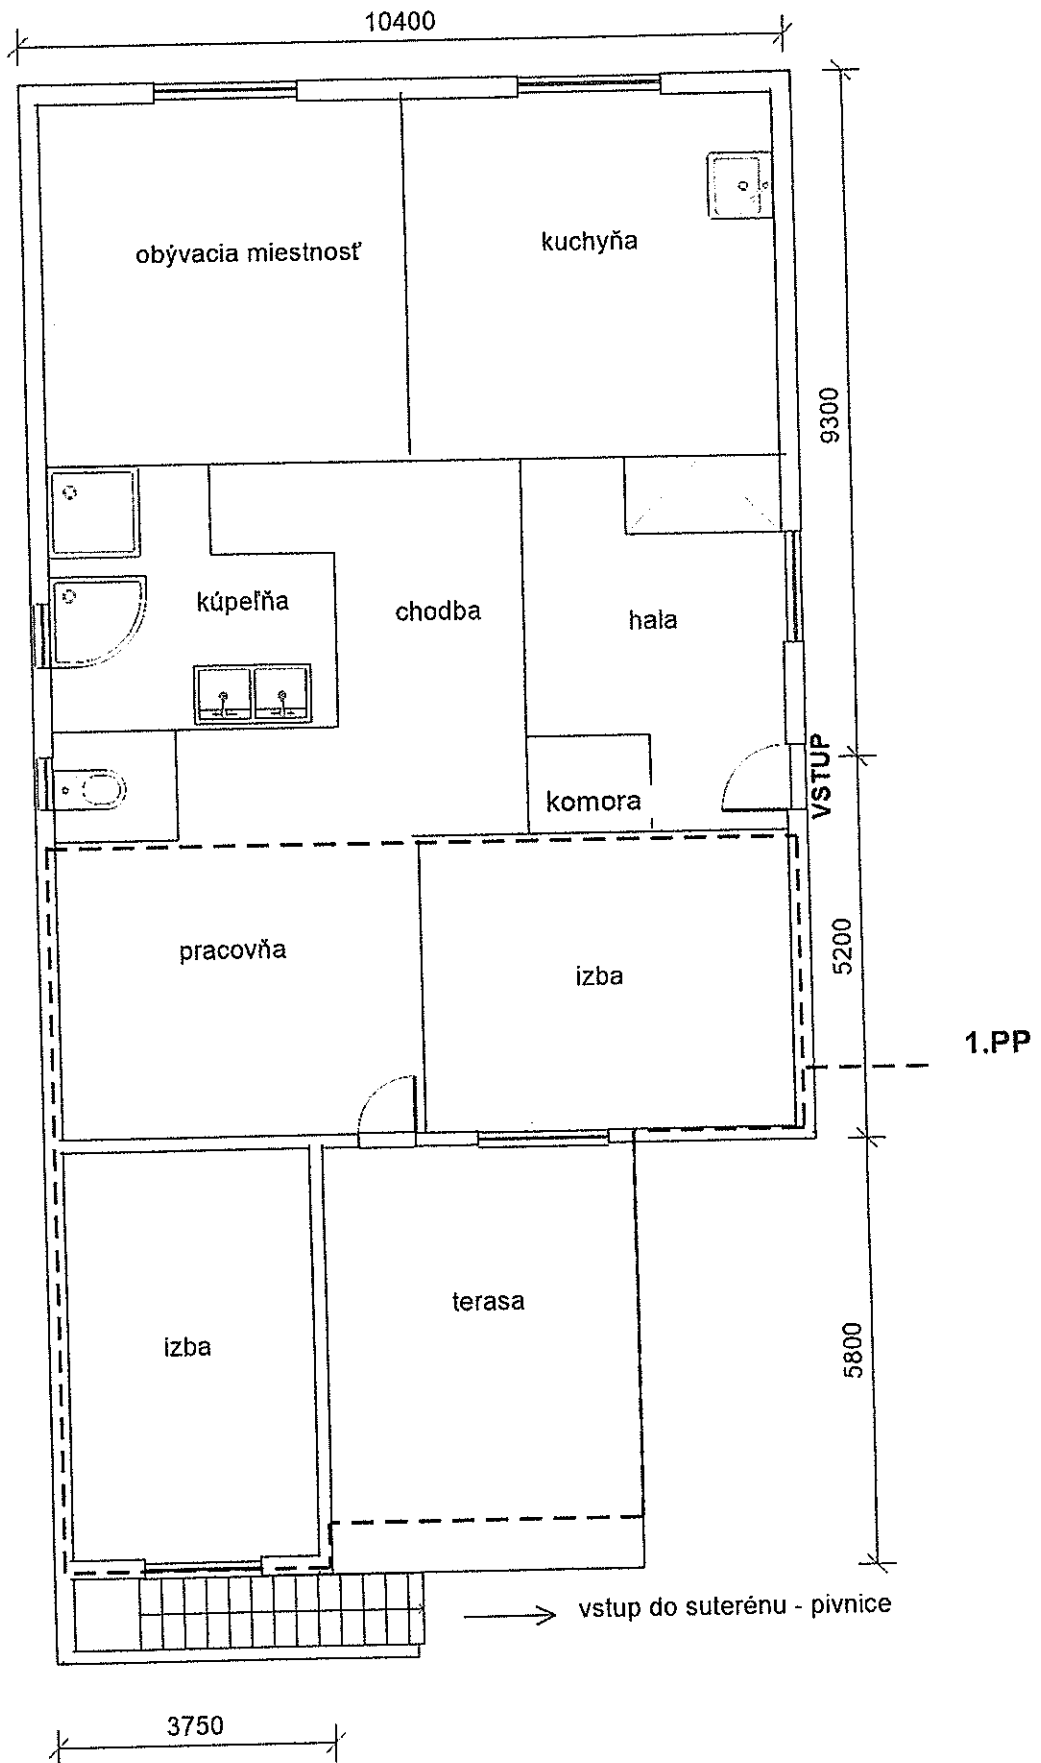 10400
obývacia miestnosť
kuchyňa
9300
kúpeľňa
chodba
hala
VSTUP
komora
pracovňa
izba
5200
1.PP
izba
terasa
5800
vstup do suterénu - pivnice
3750